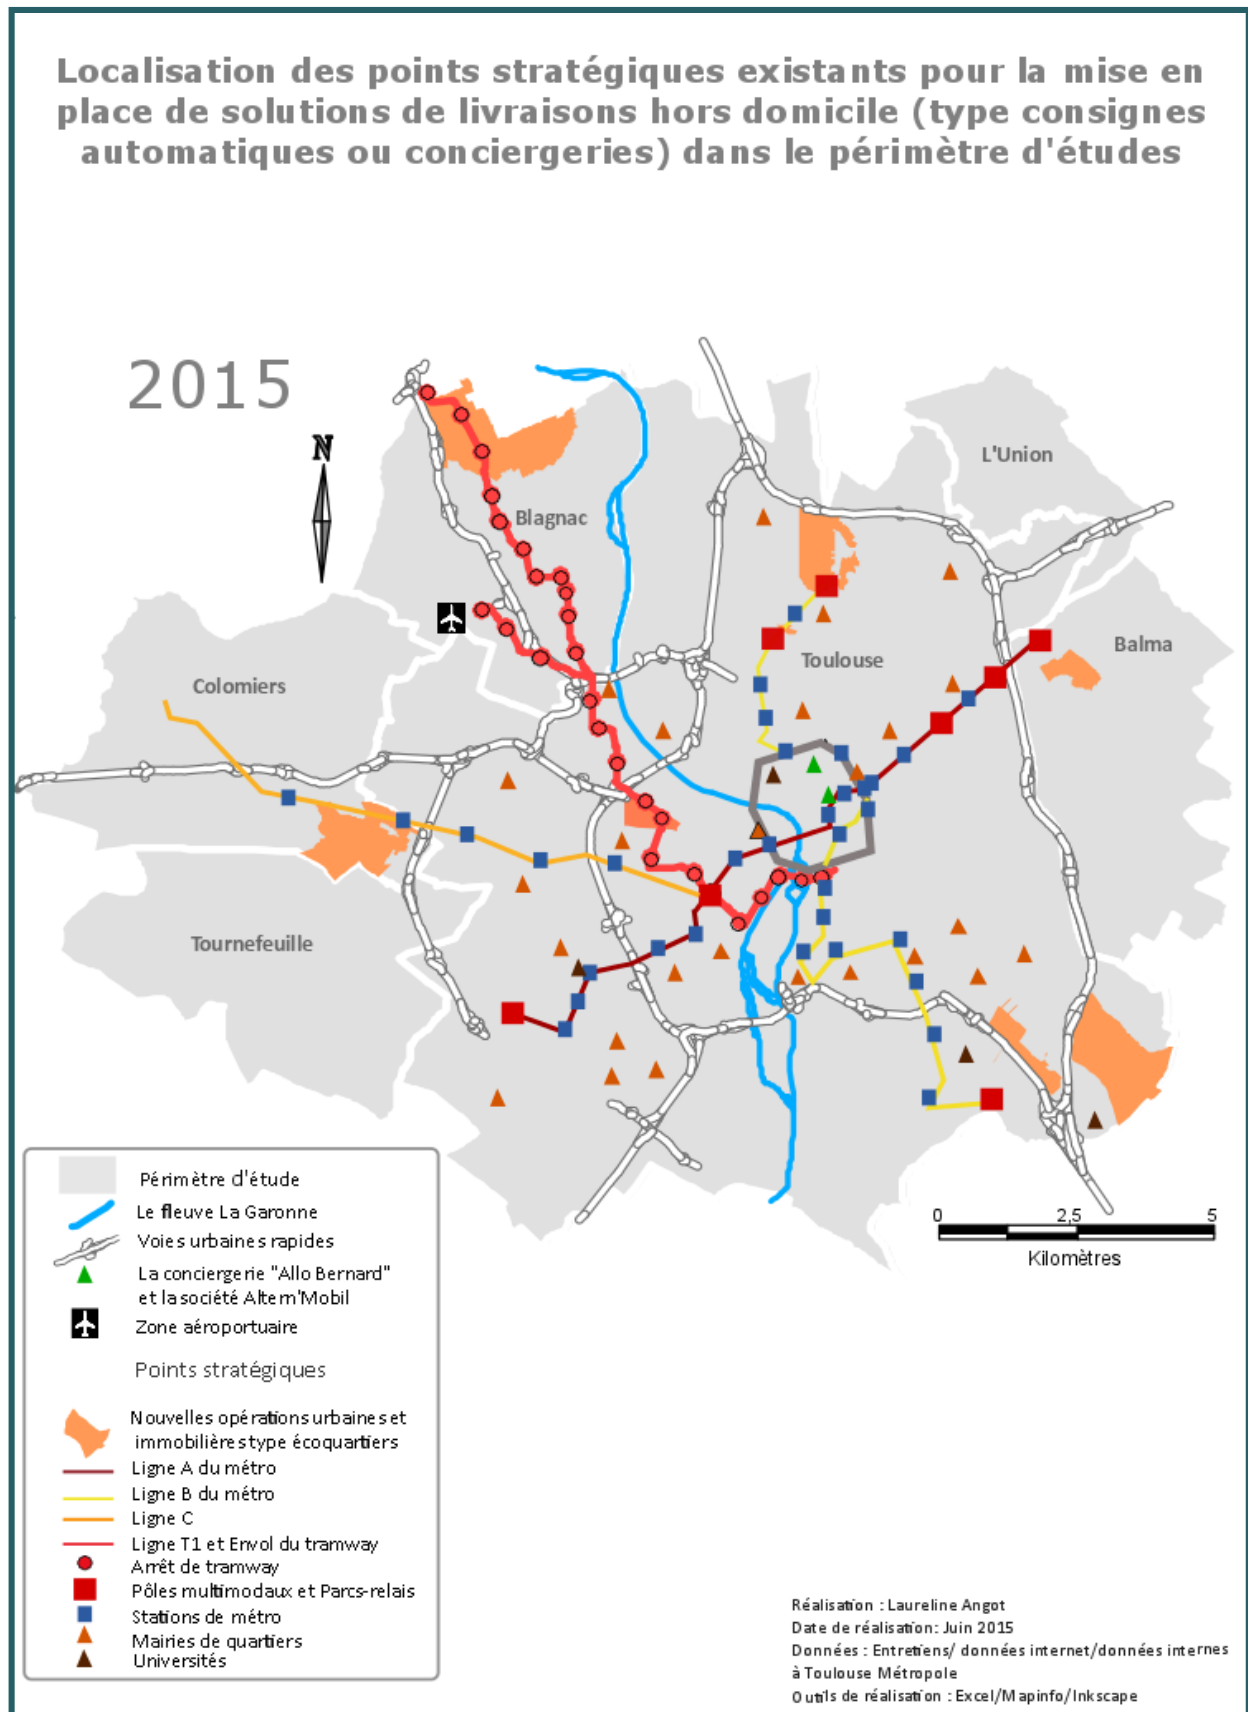 Localisation des points stratégiques existants pour la mise en
place de solutions de livraisons hors domicile (type consignes
automatiques ou conciergeries) dans le périmètre d'études
2015
N
L'Union
Blagnac
Balma
Toulouse
Colomiers
Tournefeuille
Périmètre d'étude
Le fleuve La Garonne
Voies urbaines rapides
La conciergerie "Allo Bernard"
et la société Altern'Mobil
Zone aéroportuaire
Points stratégiques
Nouvelles opérations urbaines et
immobilières type écoquartiers
Ligne A du métro
Ligne B du métro
Ligne C
Ligne T1 et Envol du tramway
Arrêt de tramway
Pôles multimodaux et Parcs-relais
Stations de métro
Mairies de quartiers
Universités
0 2,5 5
Kilomètres
Réalisation : Laureline Angot
Date de réalisation: Juin 2015
Données : Entretiens/ données internet/données internes
à Toulouse Métropole
Outils de réalisation : Excel/Mapinfo/Inkscape